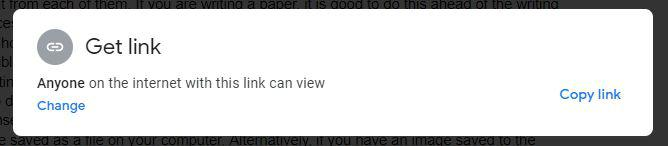 t from each of them. If you are writing a paper, it is good to do this ahead of the writing
Get link
Anyone on the internet with this link can view
Change
Copy link
e saved as a file on your computer. Alternatively, if you have an image saved to the